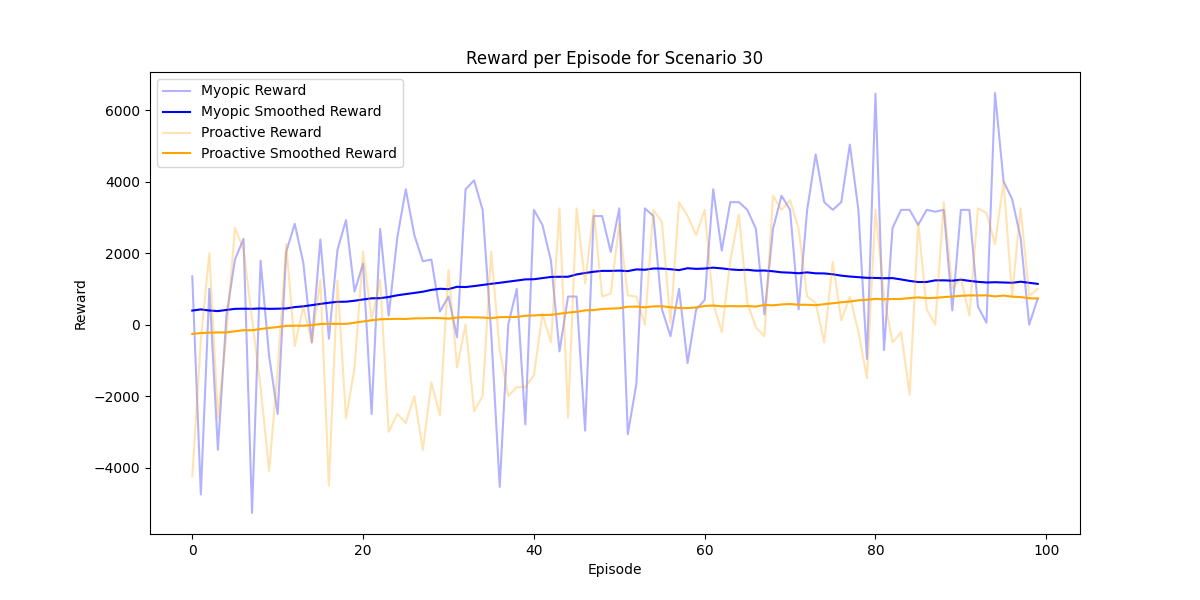 Reward per Episode for Scenario 30
Myopic Reward
Myopic Smoothed Reward
Proactive Reward
Proactive Smoothed Reward
Reward
6000
4000
2000
0
−2000
−4000
0 20 40 60 80 100
Episode